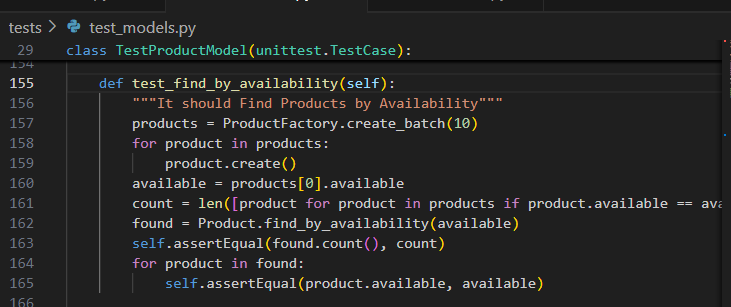 tests > test_models.py
29 class TestProductModel(unittest.TestCase):
154
155 def test_find_by_availability(self):
156 """It should Find Products by Availability"""
157 products = ProductFactory.create_batch(10)
158 for product in products:
159 product.create()
160 available = products[0].available
161 count = len([product for product in products if product.available == ava
162 found = Product.find_by_availability(available)
163 self.assertEqual(found.count(), count)
164 for product in found:
165 self.assertEqual(product.available, available)
166